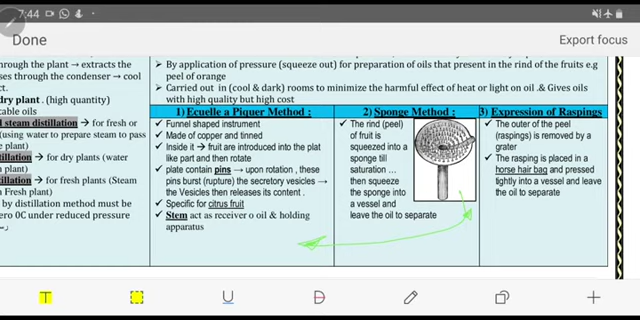 7:44
Done
Export focus
through the plant → extracts the
ses through the condenser → cool
ct.
dry plant . (high quantity)
table oils
steam distillation → for fresh or
(using water to prepare steam to pass
e plant)
tillation → for dry plants (water
n plant)
tillation → for fresh plants (Steam
Fresh plant)
by distillation method must be
ero 0C under reduced pressure
By application of pressure (squeeze out) for preparation of oils that present in the rind of the fruits e.g
peel of orange
Carried out in (cool & dark) rooms to minimize the harmful effect of heat or light on oil .& Gives oils
with high quality but high cost
1) Ecuelle a Piquer Method :
Funnel shaped instrument
Made of copper and tinned
Inside it → fruit are introduced into the plat
like part and then rotate
plate contain pins → upon rotation , these
pins burst (rupture) the secretory vesicles →
the Vesicles then releases its content .
Specific for citrus fruit
Stem act as receiver o oil & holding
apparatus
2) Sponge Method :
The rind (peel)
of fruit is
squeezed into a
sponge till
saturation …
then squeeze
the sponge into
a vessel and
leave the oil to separate
3) Expression of Raspings
The outer of the peel
(raspings) is removed by a
grater
The rasping is placed in a
horse hair bag and pressed
tightly into a vessel and leave
the oil to separate